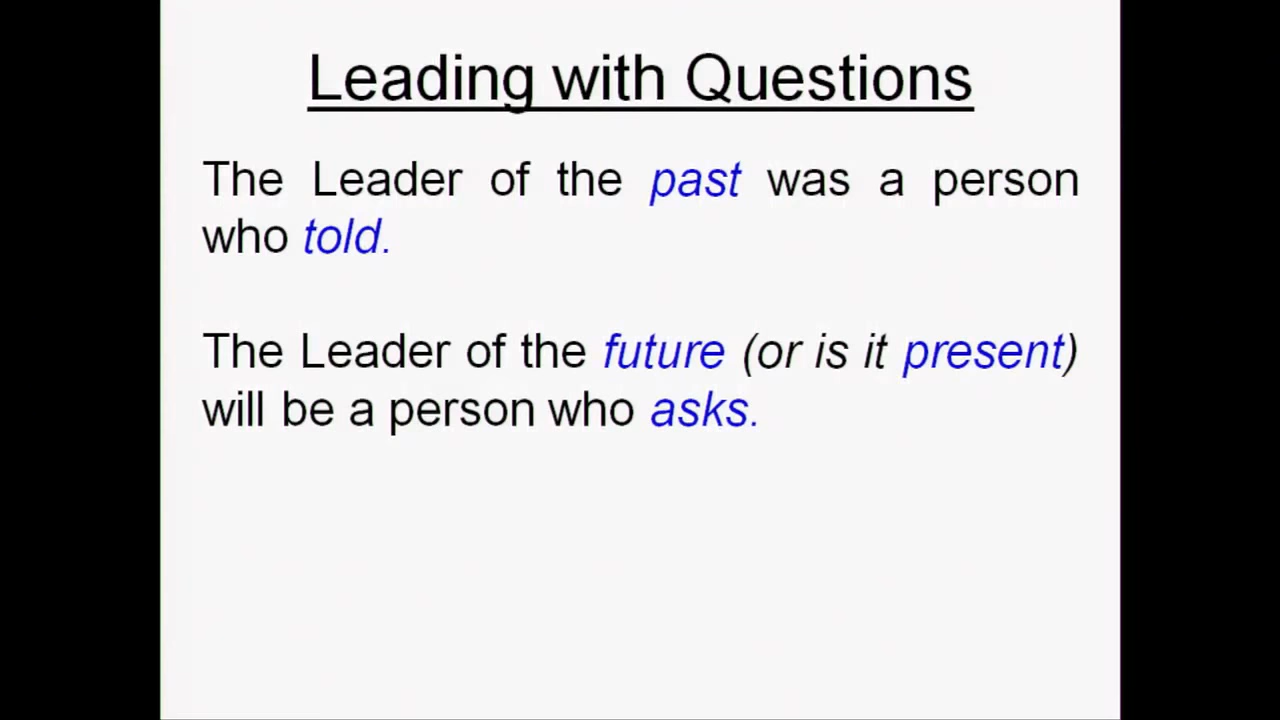 Leading with Questions
The Leader of the past was a person
who told.
The Leader of the future (or is it present)
will be a person who asks.